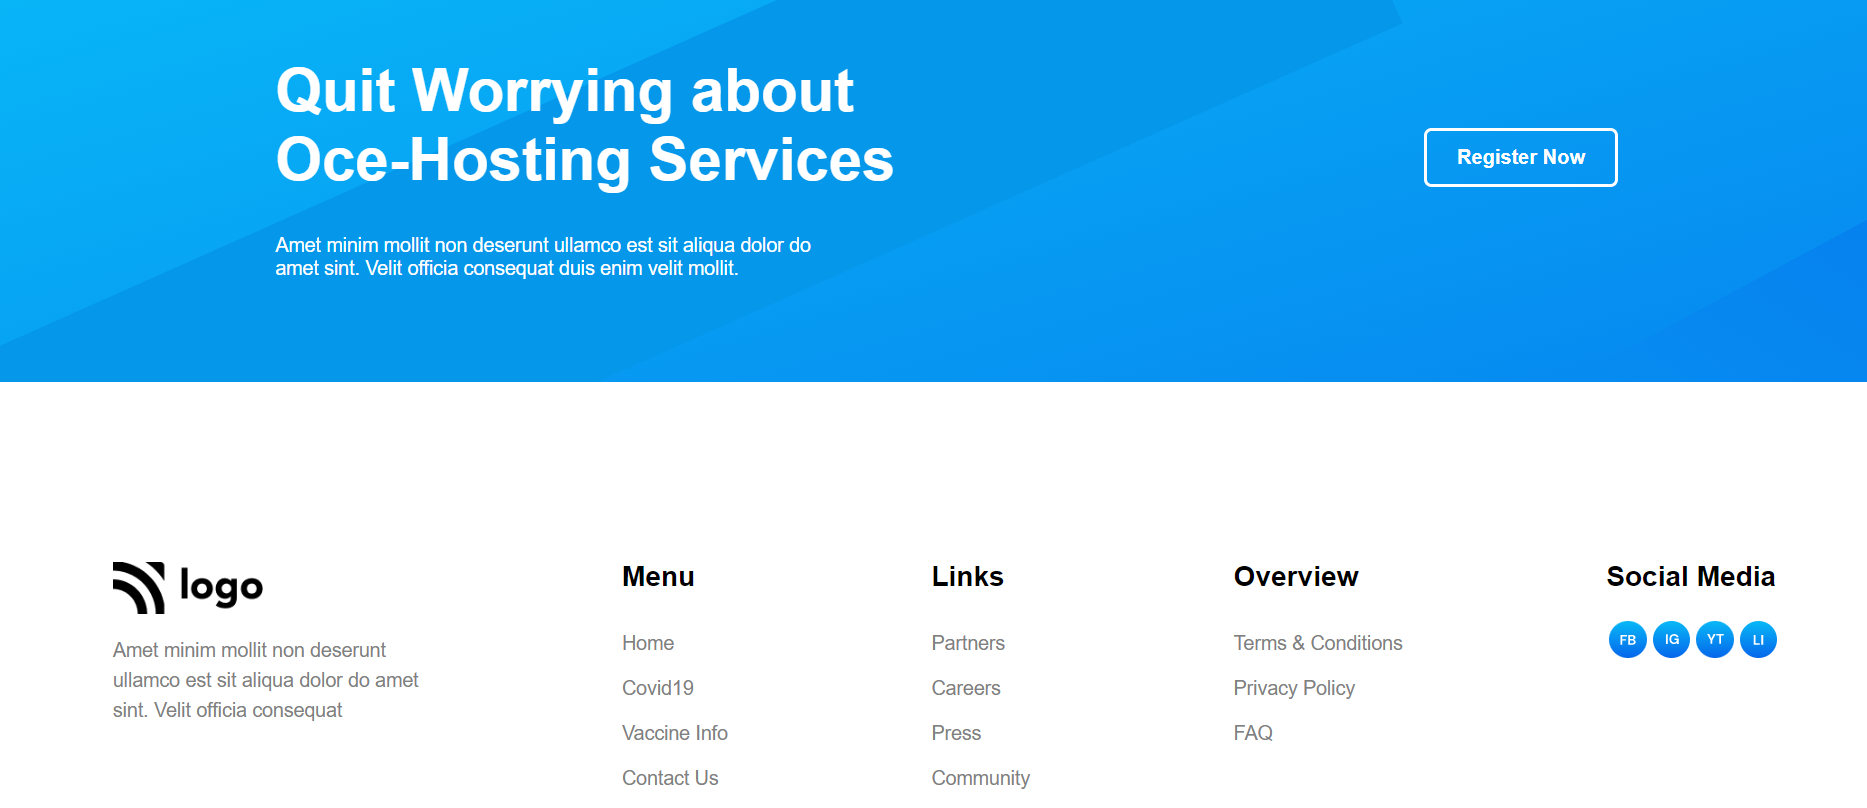 Quit Worrying about
Oce-Hosting Services
Register Now
Amet minim mollit non deserunt ullamco est sit aliqua dolor do
amet sint. Velit officia consequat duis enim velit mollit.
logo
Amet minim mollit non deserunt
ullamco est sit aliqua dolor do amet
sint. Velit officia consequat
Menu
Home
Covid19
Vaccine Info
Contact Us
Links
Partners
Careers
Press
Community
Overview
Terms & Conditions
Privacy Policy
FAQ
Social Media
FB IG YT LI